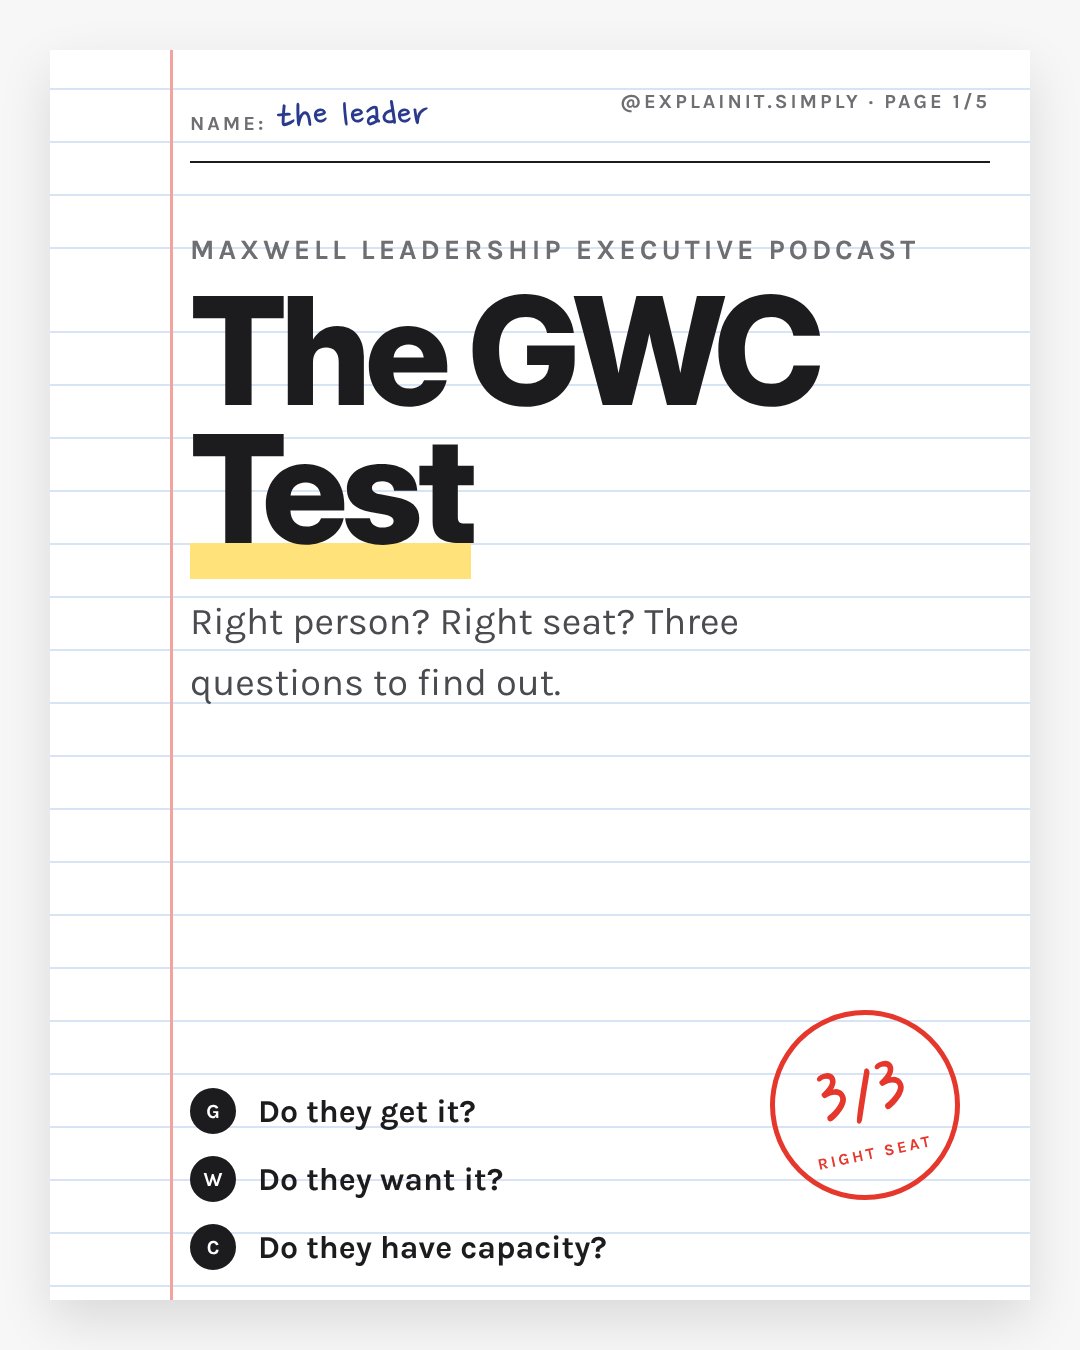 NAME: the leader
@EXPLAINIT.SIMPLY · PAGE 1/5
MAXWELL LEADERSHIP EXECUTIVE PODCAST
The GWC
Test
Right person? Right seat? Three
questions to find out.
G Do they get it?
W Do they want it?
C Do they have capacity?
3/3
RIGHT SEAT